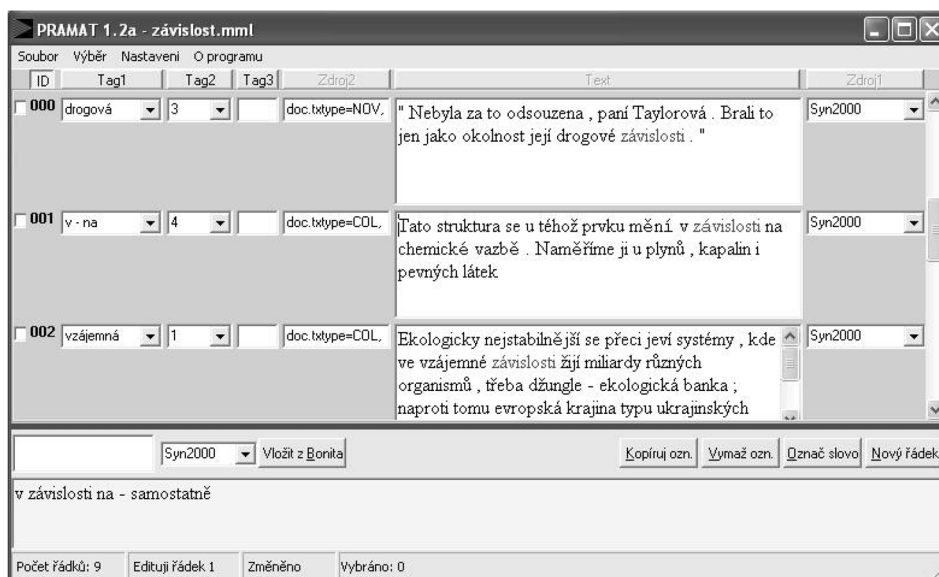 PRAMAT 1.2a - závislost.mml
Soubor Výběr Nastaveni O programu
ID Tag1 Tag2 Tag3 Zdroj2 Text Zdroj1
000 drogová 3 doc.txtype=NOV, " Nebyla za to odsouzena , paní Taylorová . Brali to Syn2000
jen jako okolnost její drogové závislosti . "
001 v - na 4 doc.txtype=COL, Tato struktura se u téhož prvku mění v závislosti na Syn2000
chemické vazbě . Naměříme ji u plynů , kapalin i
pevných látek
002 vzájemná 1 doc.txtype=COL, Ekologicky nejstabilnější se přeci jeví systémy , kde Syn2000
ve vzájemné závislosti žijí miliardy různých
organismů , třeba džungle - ekologická banka ;
naproti tomu evropská krajina typu ukrajinských
Syn2000 Vložit z Bonita Kopíruj ozn. Vymaž ozn. Označ slovo Nový řádek
v závislosti na - samostatně
Počet řádků: 9 Edituji řádek 1 Změněno Vybráno: 0